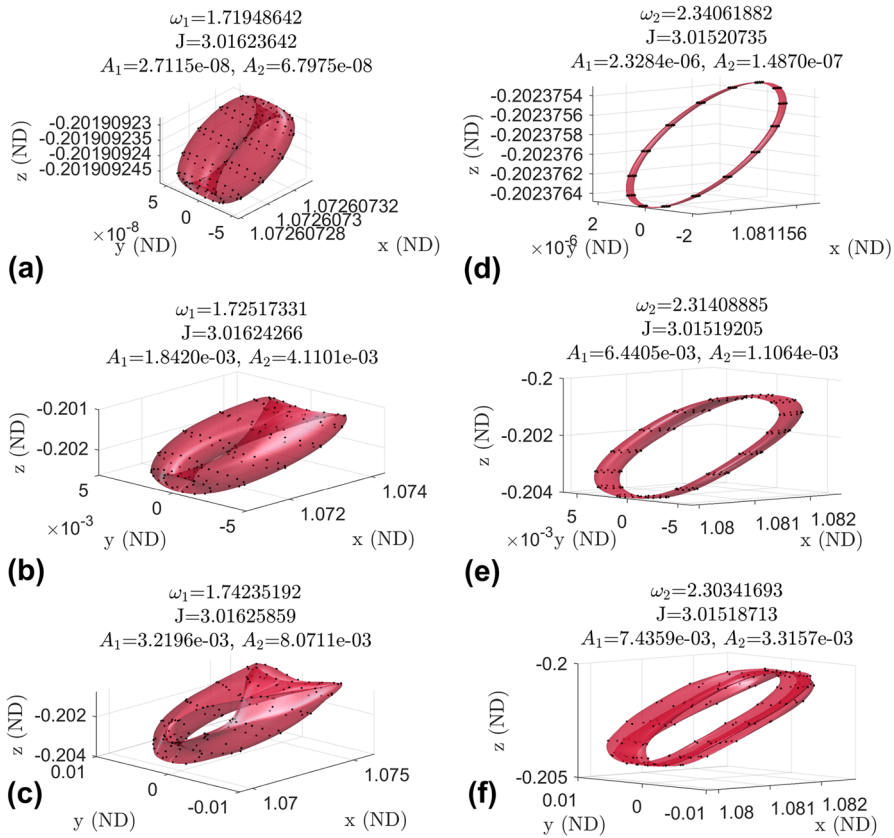 ω₁=1.71948642
J=3.01623642
A₁=2.7115e-08, A₂=6.7975e-08
-0.20190923
-0.201909235
-0.20190924
-0.201909245
z (ND)
5
0
-5
×10⁻⁸
y (ND)
1.07260732
1.0726073
1.07260728
x (ND)
(a)
ω₂=2.34061882
J=3.01520735
A₁=2.3284e-06, A₂=1.4870e-07
-0.2023754
-0.2023756
-0.2023758
-0.202376
-0.2023762
-0.2023764
z (ND)
2
0
-2
×10⁻⁶
y (ND)
1.081156
x (ND)
(d)
ω₁=1.72517331
J=3.01624266
A₁=1.8420e-03, A₂=4.1101e-03
-0.201
-0.202
z (ND)
5
0
-5
×10⁻³
y (ND)
1.072
1.074
x (ND)
(b)
ω₂=2.31408885
J=3.01519205
A₁=6.4405e-03, A₂=1.1064e-03
-0.2
-0.202
-0.204
z (ND)
5
0
-5
×10⁻³
y (ND)
1.08
1.081
1.082
x (ND)
(e)
ω₁=1.74235192
J=3.01625859
A₁=3.2196e-03, A₂=8.0711e-03
-0.202
-0.204
z (ND)
0.01
0
-0.01
y (ND)
1.07
1.075
x (ND)
(c)
ω₂=2.30341693
J=3.01518713
A₁=7.4359e-03, A₂=3.3157e-03
-0.2
-0.205
z (ND)
0.01
0
-0.01
y (ND)
1.08
1.081
1.082
x (ND)
(f)